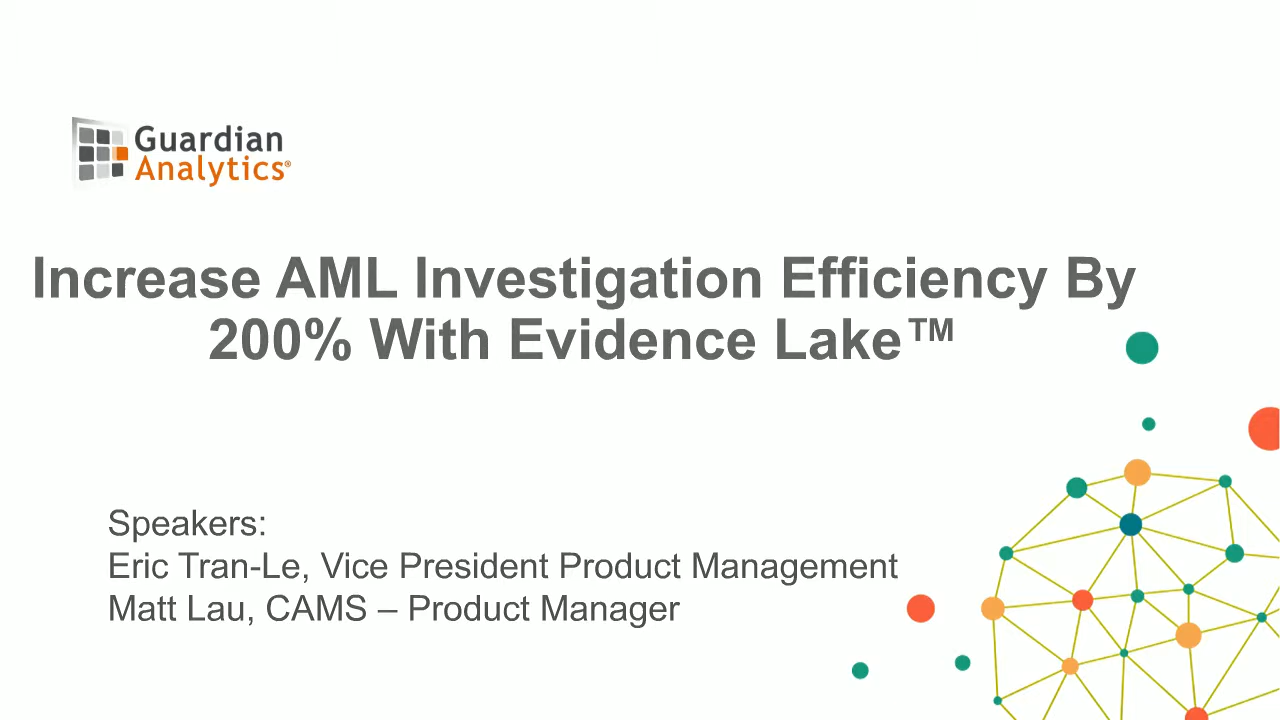 Guardian
Analytics®
Increase AML Investigation Efficiency By
200% With Evidence Lake™
Speakers:
Eric Tran-Le, Vice President Product Management
Matt Lau, CAMS – Product Manager